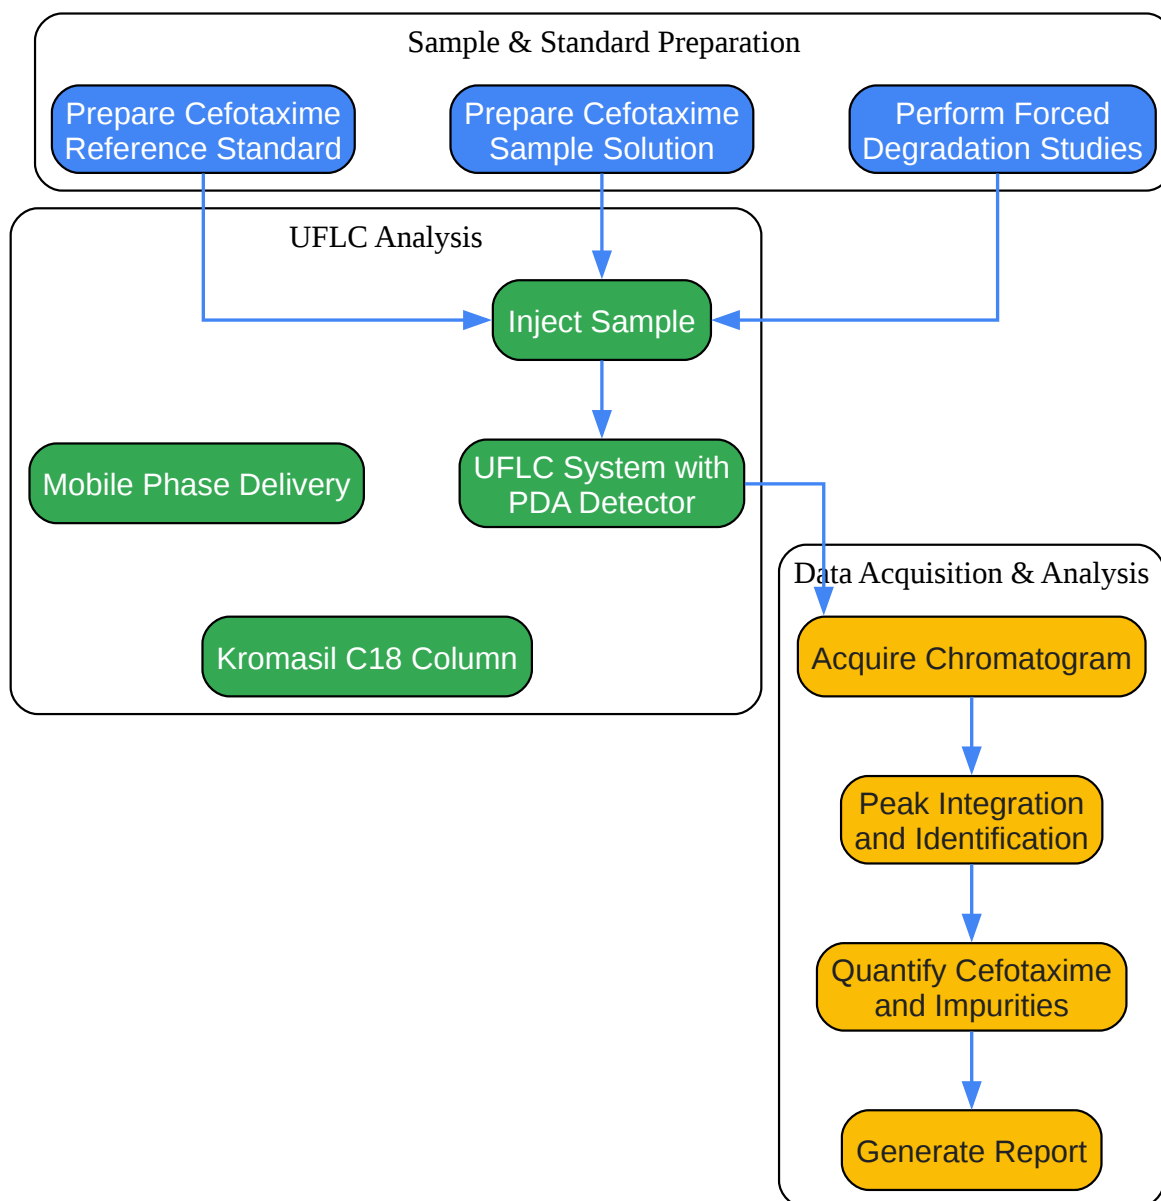 Sample & Standard Preparation
Prepare Cefotaxime
Reference Standard
Prepare Cefotaxime
Sample Solution
Perform Forced
Degradation Studies
UFLC Analysis
Inject Sample
Mobile Phase Delivery
UFLC System with
PDA Detector
Kromasil C18 Column
Data Acquisition & Analysis
Acquire Chromatogram
Peak Integration
and Identification
Quantify Cefotaxime
and Impurities
Generate Report